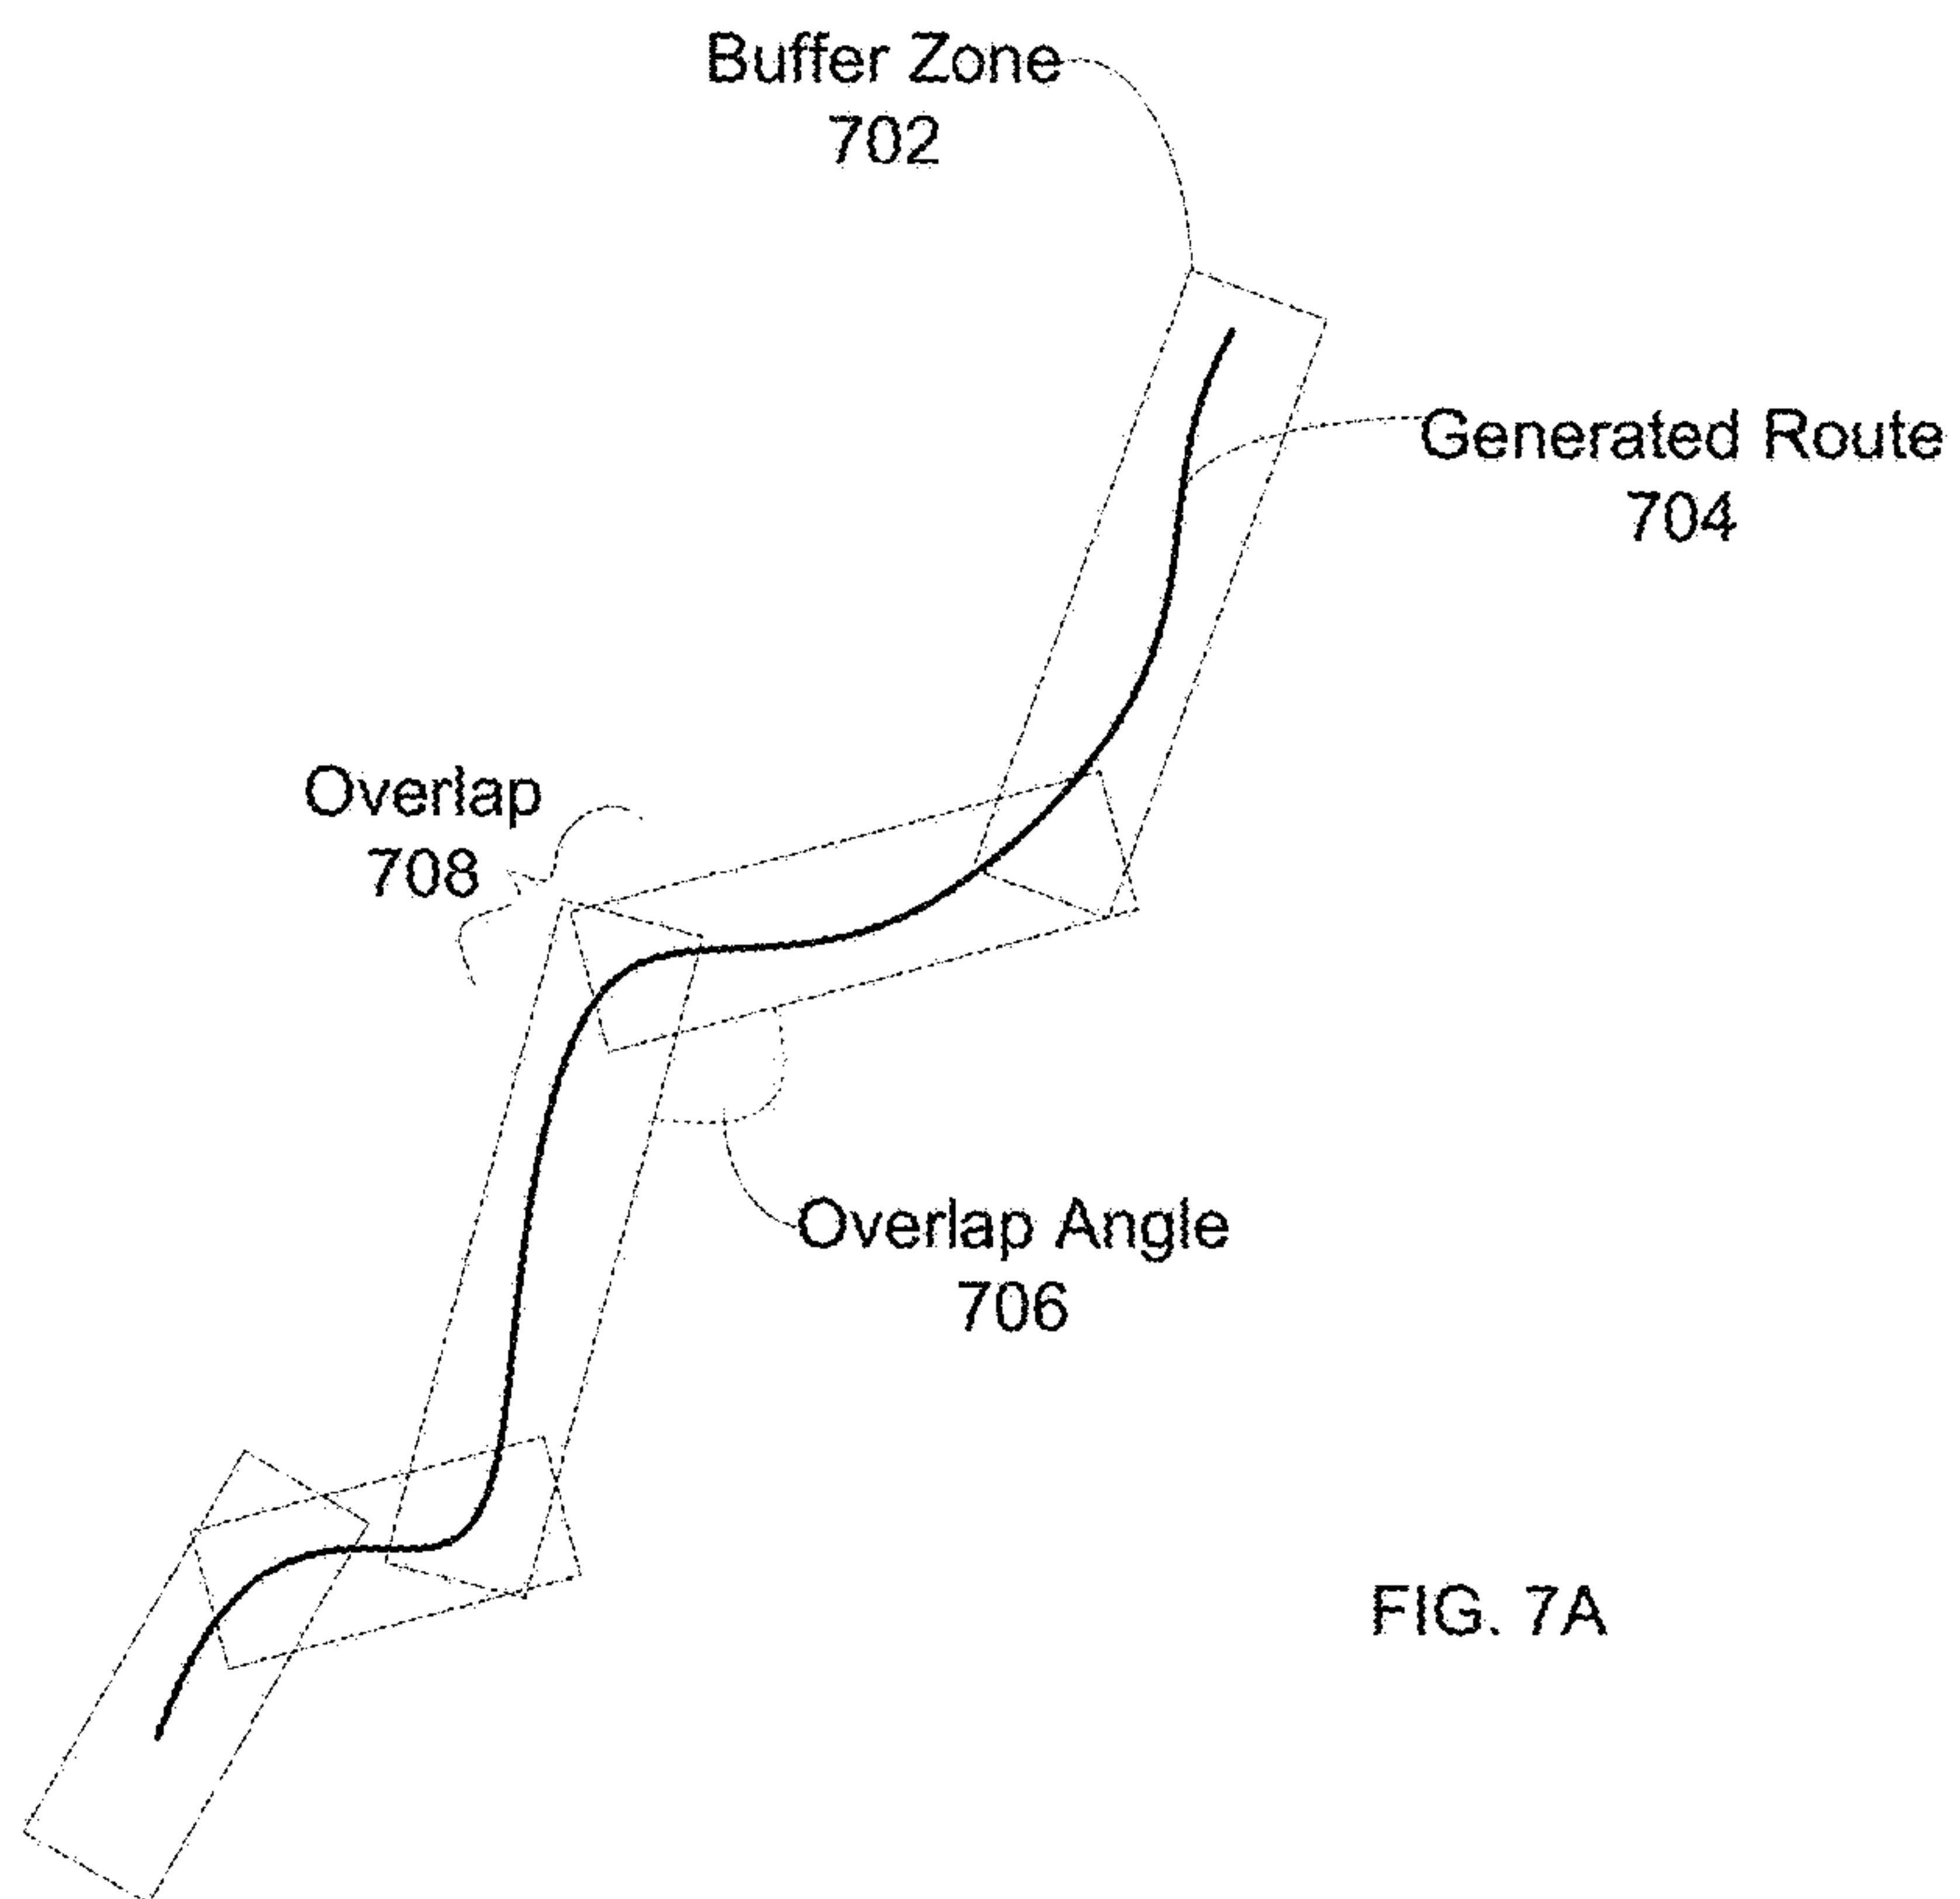 Buffer Zone
702
Generated Route
704
Overlap
708
Overlap Angle
706
FIG. 7A